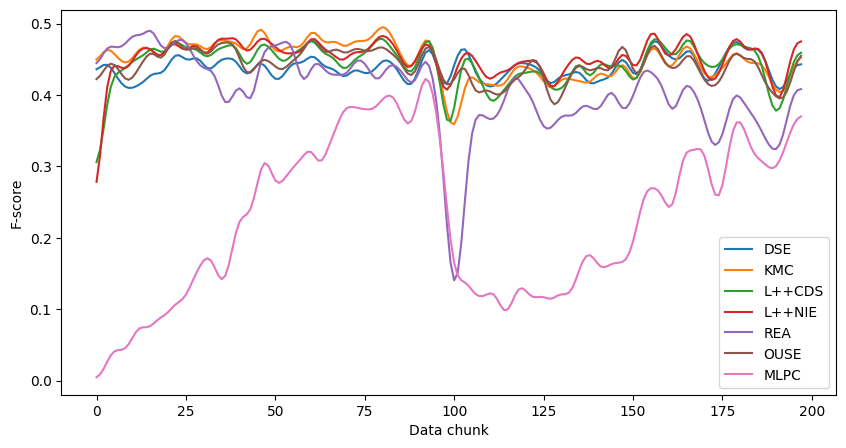 F-score
0.5
0.4
0.3
0.2
0.1
0.0
0
25
50
75
100
125
150
175
200
Data chunk
DSE
KMC
L++CDS
L++NIE
REA
OUSE
MLPC